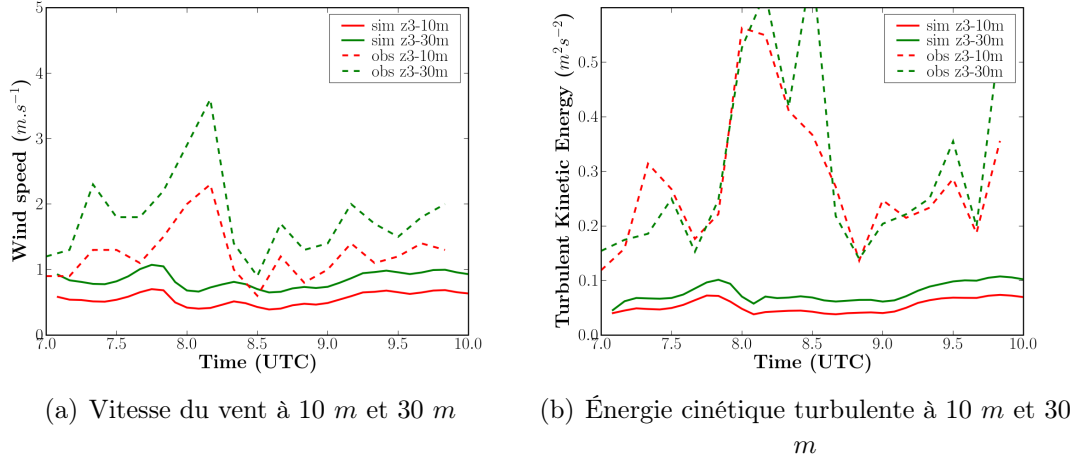 5
4
3
2
1
0
Wind speed (m.s⁻¹)
sim z3-10m
sim z3-30m
obs z3-10m
obs z3-30m
7.0 7.5 8.0 8.5 9.0 9.5 10.0
Time (UTC)
(a) Vitesse du vent à 10 m et 30 m
0.5
0.4
0.3
0.2
0.1
0.0
Turbulent Kinetic Energy (m²s⁻²)
sim z3-10m
sim z3-30m
obs z3-10m
obs z3-30m
7.0 7.5 8.0 8.5 9.0 9.5 10.0
Time (UTC)
(b) Énergie cinétique turbulente à 10 m et 30
m